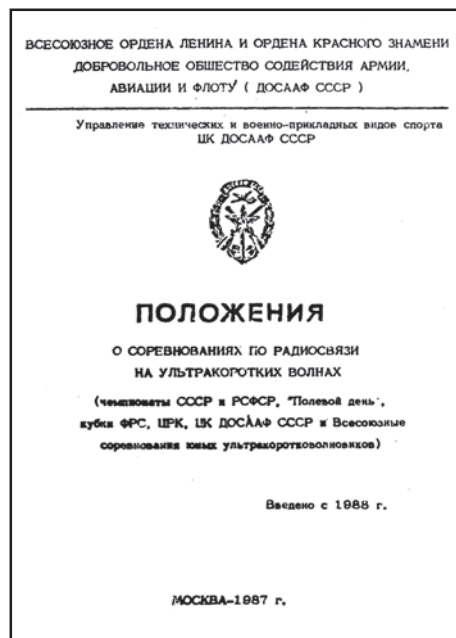 ВСЕСОЮЗНОЕ ОРДЕНА ЛЕНИНА И ОРДЕНА КРАСНОГО ЗНАМЕНИ
ДОБРОВОЛЬНОЕ ОБЩЕСТВО СОДЕЙСТВИЯ АРМИИ,
АВИАЦИИ И ФЛОТУ ( ДОСААФ СССР )
Управление технических и военно-прикладных видов спорта
ЦК ДОСААФ СССР
ПОЛОЖЕНИЯ
О СОРЕВНОВАНИЯХ ПО РАДИОСВЯЗИ
НА УЛЬТРАКОРОТКИХ ВОЛНАХ
(чемпионаты СССР и РСФСР, "Полевой день",
кубки ФРС, ЦРК, ЦК ДОСААФ СССР и Всесоюзные
соревнования юных ультракоротковолновиков)
Введено с 1988 г.
МОСКВА-1987 г.